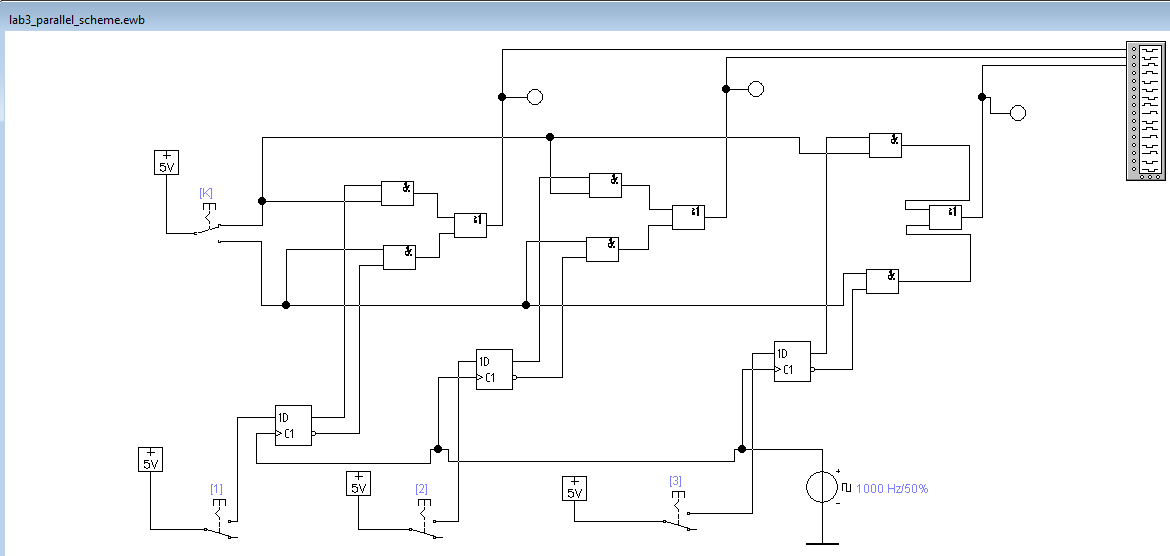 lab3_parallel_scheme.ewb
+
5V
[K]
&
&
&
≥1
≥1
≥1
&
&
&
1D
C1
1D
C1
1D
C1
+
5V
[1]
+
5V
[2]
+
5V
[3]
+
1000 Hz/50%
-